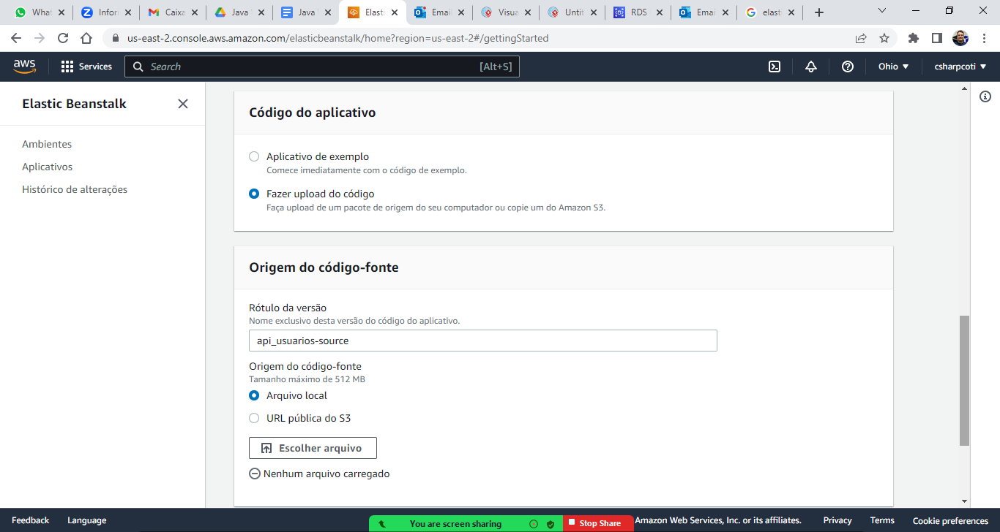 What
Infor
Caixa
Java
Java
Elasti
Email
Visua
Untit
RDS
Emai
elast
us-east-2.console.aws.amazon.com/elasticbeanstalk/home?region=us-east-2#/gettingStarted
aws
Services
Search
[Alt+S]
Ohio
csharpcoti
Elastic Beanstalk
Ambientes
Aplicativos
Histórico de alterações
Código do aplicativo
Aplicativo de exemplo
Comece imediatamente com o código de exemplo.
Fazer upload do código
Faça upload de um pacote de origem do seu computador ou copie um do Amazon S3.
Origem do código-fonte
Rótulo da versão
Nome exclusivo desta versão do código do aplicativo.
api_usuarios-source
Origem do código-fonte
Tamanho máximo de 512 MB
Arquivo local
URL pública do S3
Escolher arquivo
Nenhum arquivo carregado
Feedback
Language
You are screen sharing
Stop Share
Amazon Web Services, Inc. or its affiliates.
Privacy
Terms
Cookie preferences